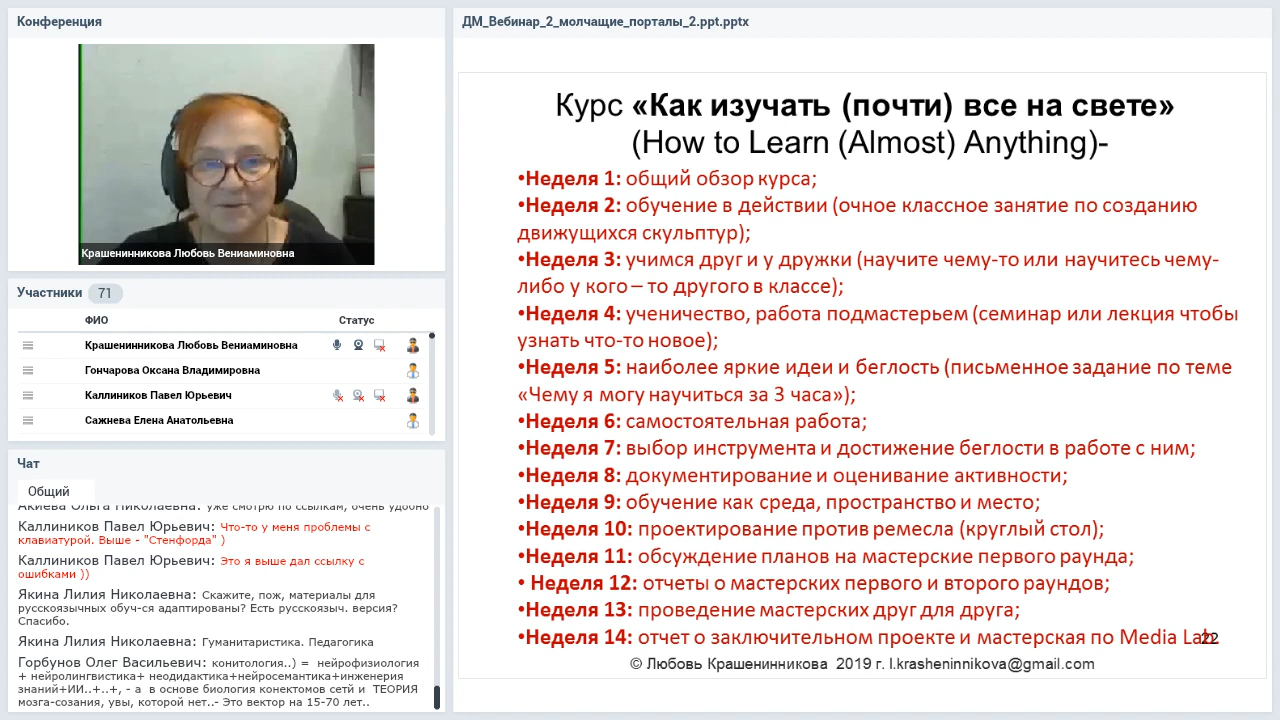 Конференция
Крашенинникова Любовь Вениаминовна
Участники 71
ФИО Статус
Крашенинникова Любовь Вениаминовна
Гончарова Оксана Владимировна
Каллиников Павел Юрьевич
Сажнева Елена Анатольевна
Чат
Общий
Акиева Ольга Николаевна: уже смотрю по ссылкам, очень удобно
Каллиников Павел Юрьевич: Что-то у меня проблемы с
клавиатурой. Выше - "Стенфорда" )
Каллиников Павел Юрьевич: Это я выше дал ссылку с
ошибками ))
Якина Лилия Николаевна: Скажите, пож, материалы для
русскоязычных обуч-ся адаптированы? Есть русскоязыч. версия?
Спасибо.
Якина Лилия Николаевна: Гуманитаристика. Педагогика
Горбунов Олег Васильевич: конитология..) = нейрофизиология
+ нейролингвистика+ неодидактика+нейросемантика+инженерия
знаний+ИИ..+..+, - а в основе биология конектомов сетй и ТЕОРИЯ
мозга-созания, увы, которой нет..- Это вектор на 15-70 лет..
ДМ_Вебинар_2_молчащие_порталы_2.ppt.pptx
Курс «Как изучать (почти) все на свете»
(How to Learn (Almost) Anything)-
•Неделя 1: общий обзор курса;
•Неделя 2: обучение в действии (очное классное занятие по созданию
движущихся скульптур);
•Неделя 3: учимся друг и у дружки (научите чему-то или научитесь чему-
либо у кого – то другого в классе);
•Неделя 4: ученичество, работа подмастерьем (семинар или лекция чтобы
узнать что-то новое);
•Неделя 5: наиболее яркие идеи и беглость (письменное задание по теме
«Чему я могу научиться за 3 часа»);
•Неделя 6: самостоятельная работа;
•Неделя 7: выбор инструмента и достижение беглости в работе с ним;
•Неделя 8: документирование и оценивание активности;
•Неделя 9: обучение как среда, пространство и место;
•Неделя 10: проектирование против ремесла (круглый стол);
•Неделя 11: обсуждение планов на мастерские первого раунда;
• Неделя 12: отчеты о мастерских первого и второго раундов;
•Неделя 13: проведение мастерских друг для друга;
•Неделя 14: отчет о заключительном проекте и мастерская по Media Lab
22
© Любовь Крашенинникова 2019 г. l.krasheninnikova@gmail.com